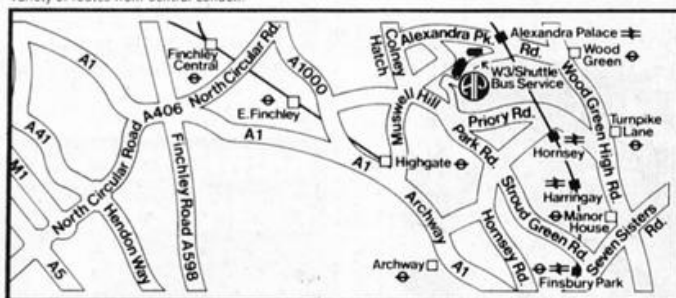 A1
A41
M1
A5
North Circular Road
A406
North Circular Rd.
Hendon Way
Finchley Road A598
Finchley
Central
E. Finchley
A1
A1000
Colney
Hatch
Muswell Hill
A1
Highgate
Archway
Archway
A1
Alexandra Pk.
Rd.
Alexandra Palace
Wood
Green
W3/Shuttle
Bus Service
AP
Priory Rd.
Park Rd.
Wood Green High Rd.
Turnpike
Lane
Hornsey
Harringay
Manor
House
Stroud Green Rd.
Hornsey Rd.
Seven Sisters
Rd.
Finsbury Park